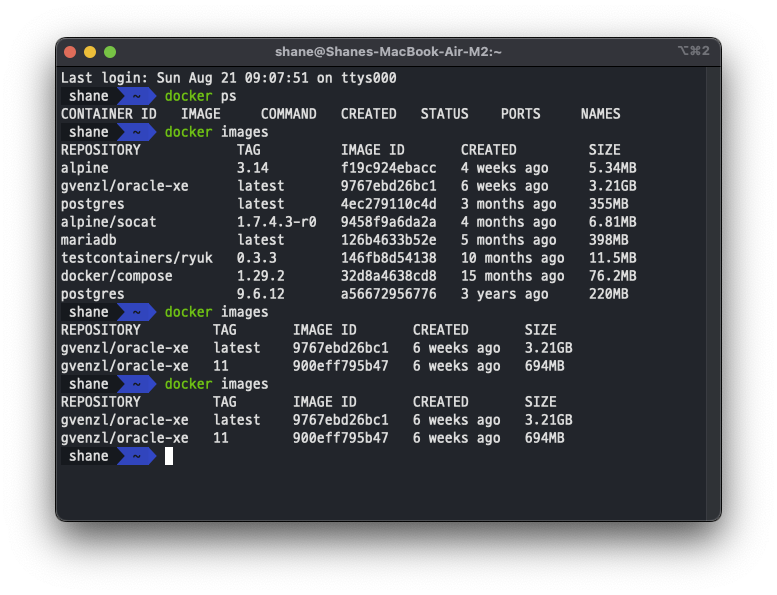 shane@Shanes-MacBook-Air-M2:~ ⌥⌘2
Last login: Sun Aug 21 09:07:51 on ttys000
shane ~ docker ps
CONTAINER ID IMAGE COMMAND CREATED STATUS PORTS NAMES
shane ~ docker images
REPOSITORY TAG IMAGE ID CREATED SIZE
alpine 3.14 f19c924ebacc 4 weeks ago 5.34MB
gvenzl/oracle-xe latest 9767ebd26bc1 6 weeks ago 3.21GB
postgres latest 4ec279110c4d 3 months ago 355MB
alpine/socat 1.7.4.3-r0 9458f9a6da2a 4 months ago 6.81MB
mariadb latest 126b4633b52e 5 months ago 398MB
testcontainers/ryuk 0.3.3 146fb8d54138 10 months ago 11.5MB
docker/compose 1.29.2 32d8a4638cd8 15 months ago 76.2MB
postgres 9.6.12 a56672956776 3 years ago 220MB
shane ~ docker images
REPOSITORY TAG IMAGE ID CREATED SIZE
gvenzl/oracle-xe latest 9767ebd26bc1 6 weeks ago 3.21GB
gvenzl/oracle-xe 11 900eff795b47 6 weeks ago 694MB
shane ~ docker images
REPOSITORY TAG IMAGE ID CREATED SIZE
gvenzl/oracle-xe latest 9767ebd26bc1 6 weeks ago 3.21GB
gvenzl/oracle-xe 11 900eff795b47 6 weeks ago 694MB
shane ~